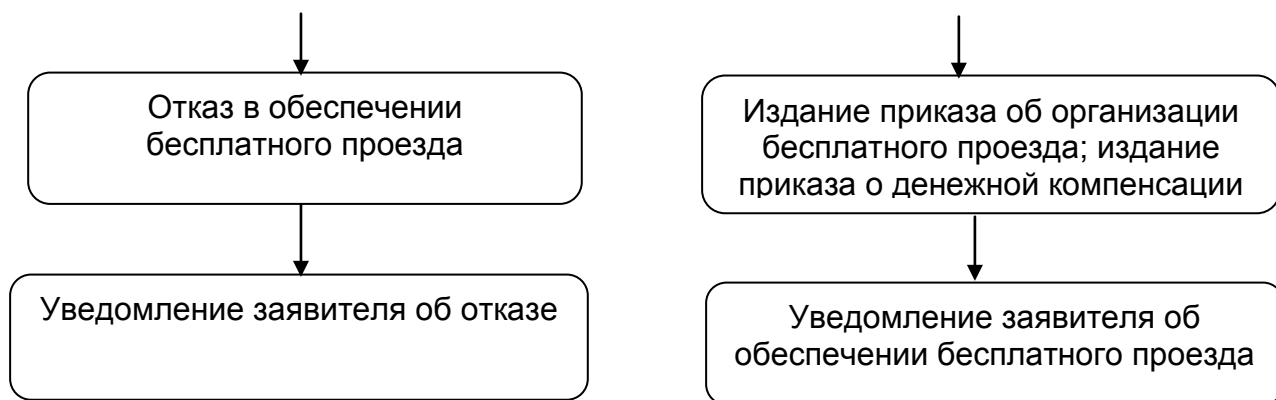 Отказ в обеспечении
бесплатного проезда
Издание приказа об организации
бесплатного проезда; издание
приказа о денежной компенсации
Уведомление заявителя об отказе
Уведомление заявителя об
обеспечении бесплатного проезда